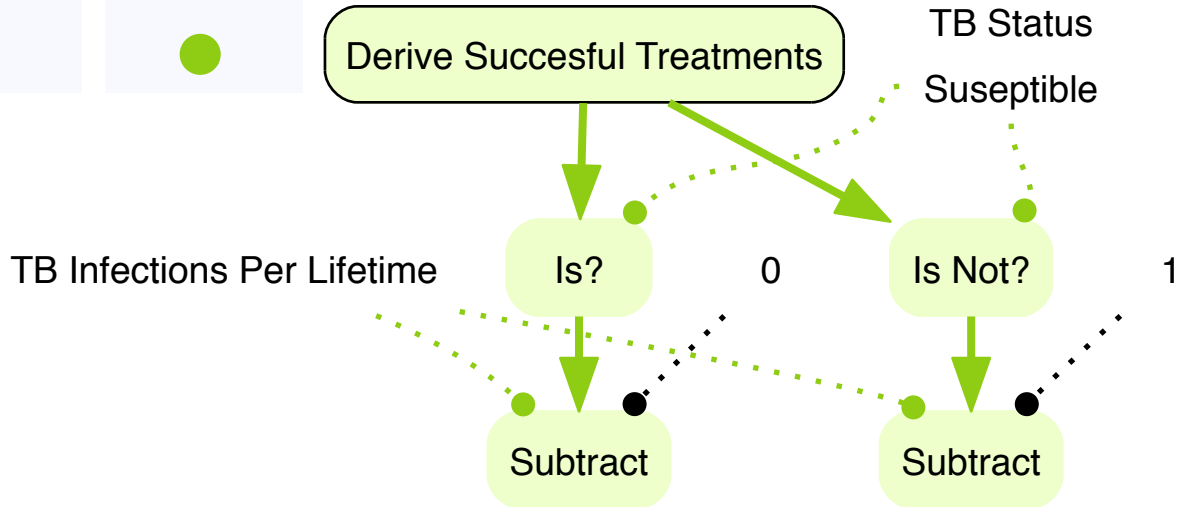 TB Status
Derive Succesful Treatments
Suseptible
TB Infections Per Lifetime
Is?
0
Is Not?
1
Subtract
Subtract